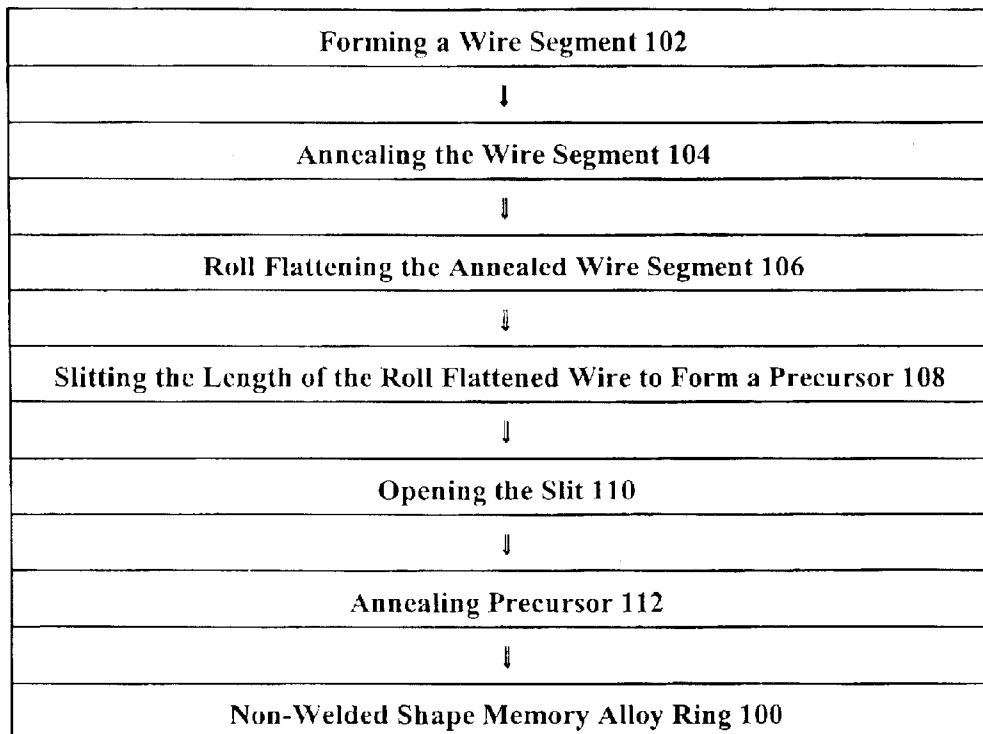 Forming a Wire Segment 102
↓
Annealing the Wire Segment 104
⇓
Roll Flattening the Annealed Wire Segment 106
⇓
Slitting the Length of the Roll Flattened Wire to Form a Precursor 108
⇓
Opening the Slit 110
⇓
Annealing Precursor 112
⇓
Non-Welded Shape Memory Alloy Ring 100